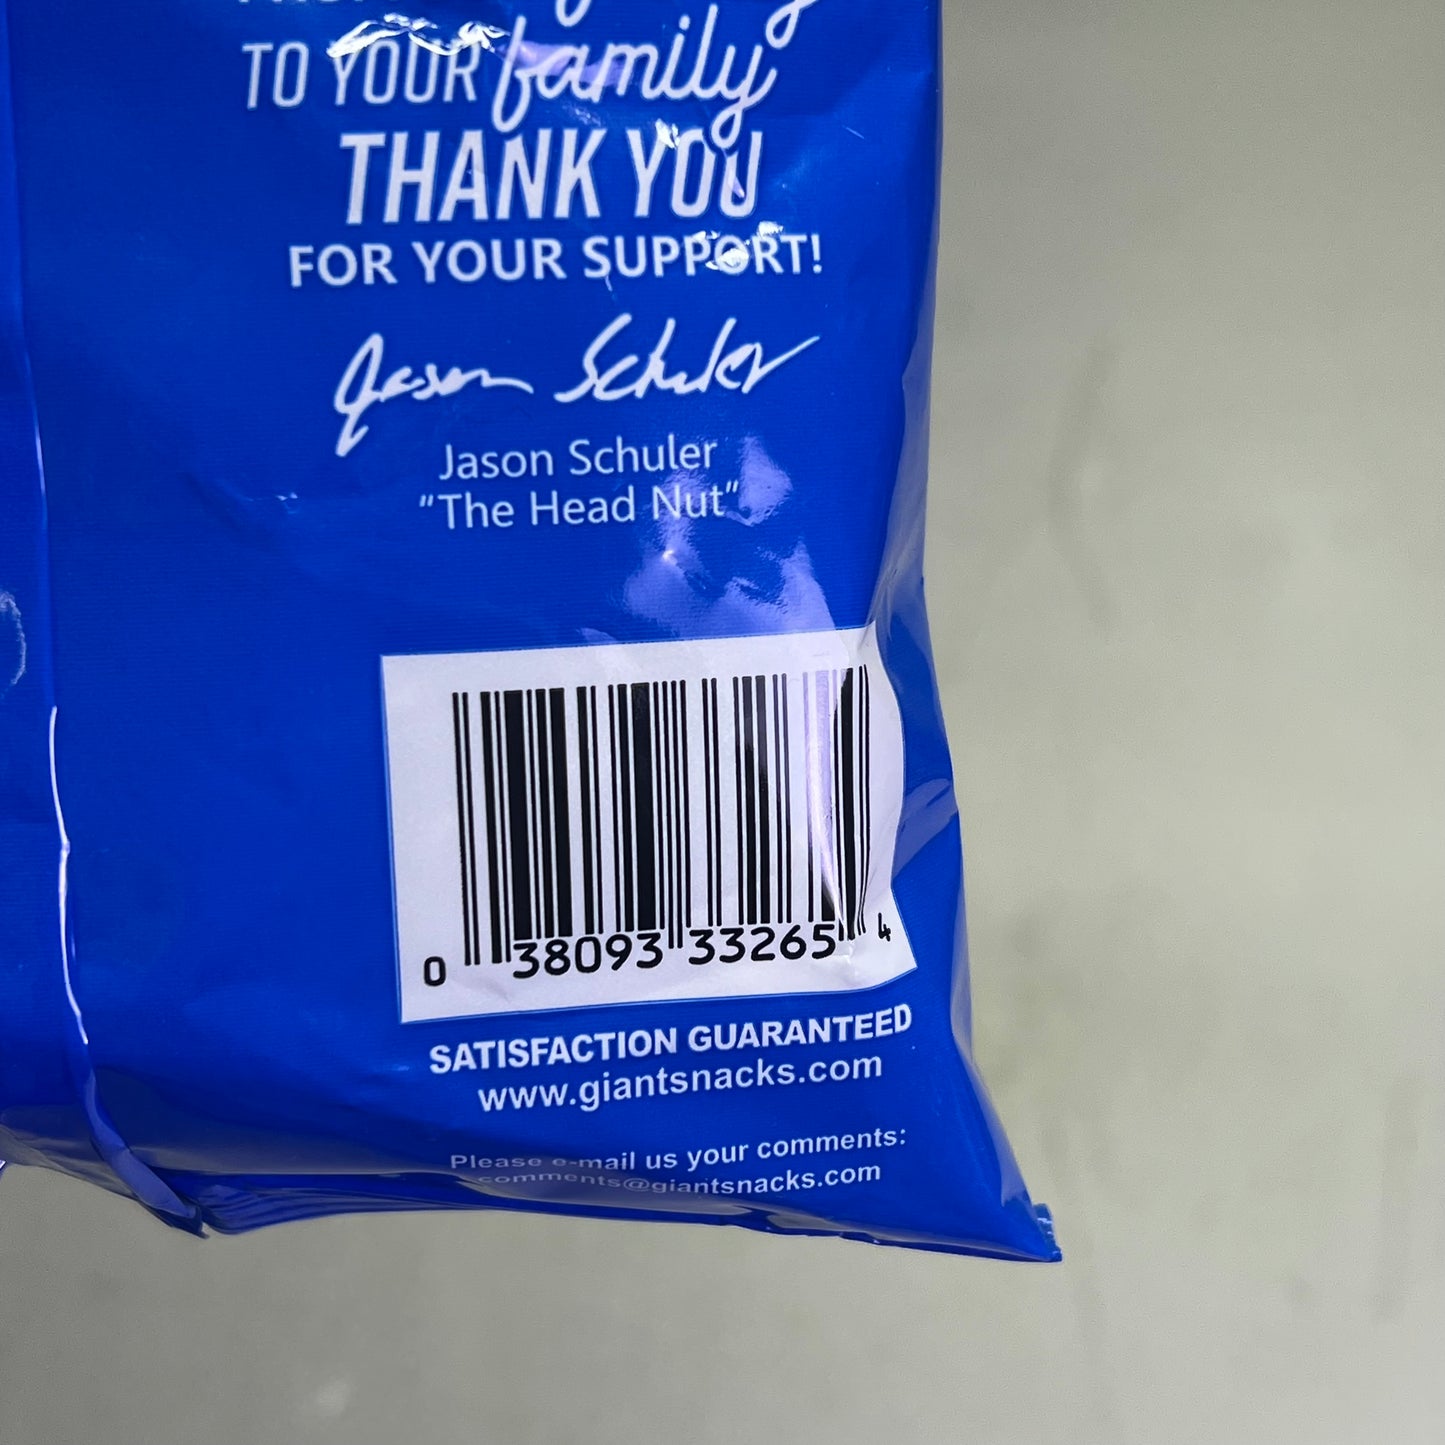 TO YOUR family
THANK YOU
FOR YOUR SUPPORT!
Jason Schuler
Jason Schuler
"The Head Nut"
0 38093 33265 4
SATISFACTION GUARANTEED
www.giantsnacks.com
Please e-mail us your comments:
comments@giantsnacks.com